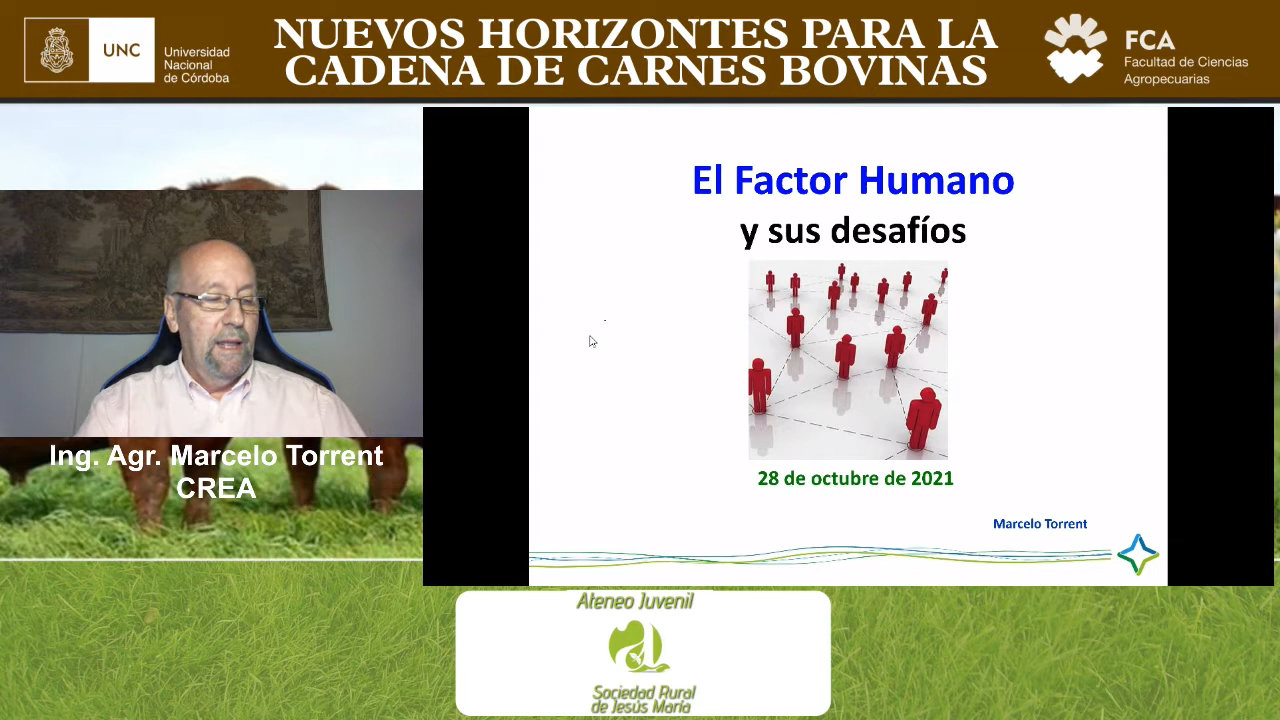 UNC
Universidad
Nacional
de Córdoba
NUEVOS HORIZONTES PARA LA
CADENA DE CARNES BOVINAS
FCA
Facultad de Ciencias
Agropecuarias
El Factor Humano
y sus desafíos
28 de octubre de 2021
Marcelo Torrent
Ing. Agr. Marcelo Torrent
CREA
Ateneo Juvenil
Sociedad Rural
de Jesús María